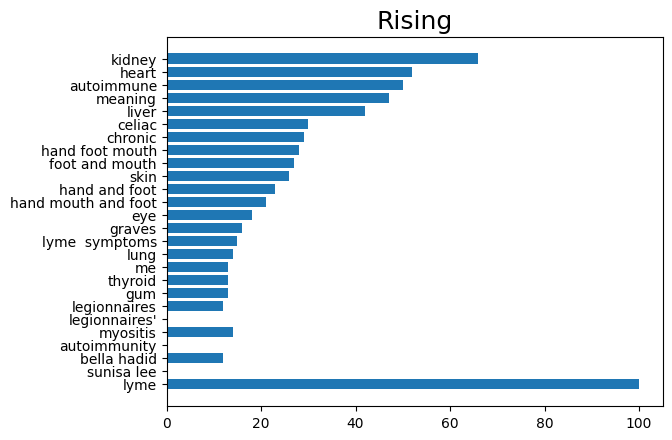 Rising
kidney
heart
autoimmune
meaning
liver
celiac
chronic
hand foot mouth
foot and mouth
skin
hand and foot
hand mouth and foot
eye
graves
lyme  symptoms
lung
me
thyroid
gum
legionnaires
legionnaires'
myositis
autoimmunity
bella hadid
sunisa lee
lyme
0 20 40 60 80 100